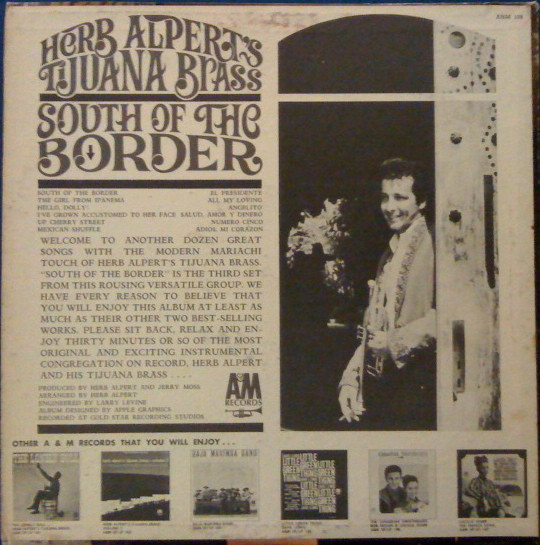 HERB ALPERT'S
TIJUANA BRASS
SOUTH OF THE
BORDER
SOUTH OF THE BORDER
THE GIRL FROM IPANEMA
HELLO, DOLLY!
I'VE GROWN ACCUSTOMED TO HER FACE
UP CHERRY STREET
MEXICAN SHUFFLE
EL PRESIDENTE
ALL MY LOVING
ANGELITO
SALUD, AMOR Y DINERO
NUMERO CINCO
ADIOS, MI CORAZON
WELCOME TO ANOTHER DOZEN GREAT
SONGS WITH THE MODERN MARIACHI
TOUCH OF HERB ALPERT'S TIJUANA BRASS.
"SOUTH OF THE BORDER" IS THE THIRD SET
FROM THIS ROUSING VERSATILE GROUP. WE
HAVE EVERY REASON TO BELIEVE THAT
YOU WILL ENJOY THIS ALBUM AT LEAST AS
MUCH AS THEIR OTHER TWO BEST-SELLING
WORKS. PLEASE SIT BACK, RELAX AND EN-
JOY THIRTY MINUTES OR SO OF THE MOST
ORIGINAL AND EXCITING INSTRUMENTAL
CONGREGATION ON RECORD, HERB ALPERT
AND HIS TIJUANA BRASS ....
PRODUCED BY HERB ALPERT AND JERRY MOSS
ARRANGED BY HERB ALPERT
ENGINEERED BY LARRY LEVINE
ALBUM DESIGNED BY APPLE GRAPHICS
RECORDED AT GOLD STAR RECORDING STUDIOS
A&M
RECORDS
OTHER A & M RECORDS THAT YOU WILL ENJOY...
BAJA MARIMBA BAND